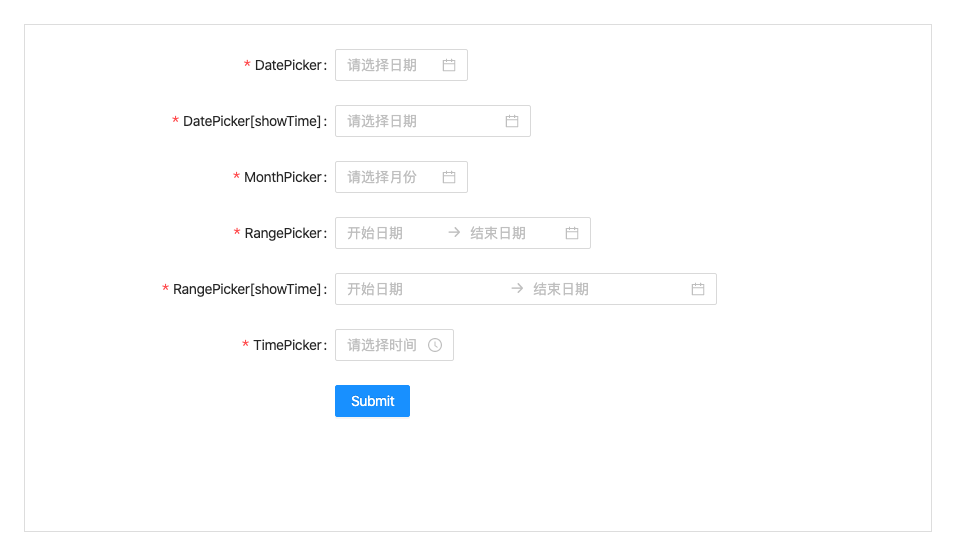 * DatePicker: 请选择日期
* DatePicker[showTime]: 请选择日期
* MonthPicker: 请选择月份
* RangePicker: 开始日期 → 结束日期
* RangePicker[showTime]: 开始日期 → 结束日期
* TimePicker: 请选择时间
Submit